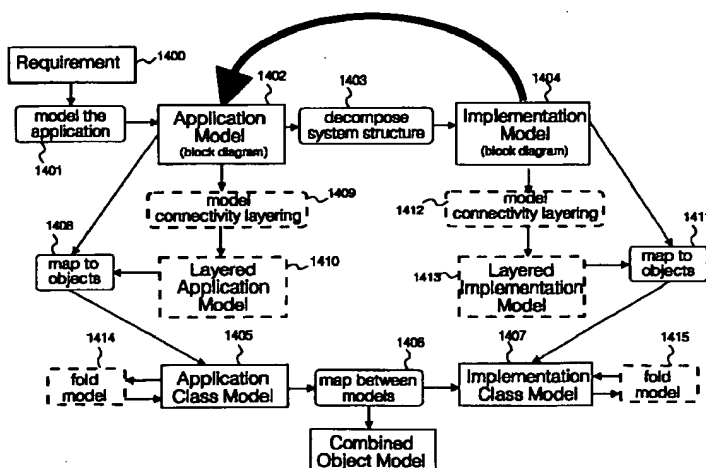 Requirement
1400
model the
application
1401
1402
Application
Model
(block diagram)
1403
decompose
system structure
1404
Implementation
Model
(block diagram)
model
connectivity layering
1409
1412
model
connectivity layering
1408
map to
objects
Layered
Application
Model
1410
1413
Layered
Implementation
Model
1411
map to
objects
1414
fold
model
1405
Application
Class Model
1406
map between
models
1407
Implementation
Class Model
1415
fold
model
Combined
Object Model